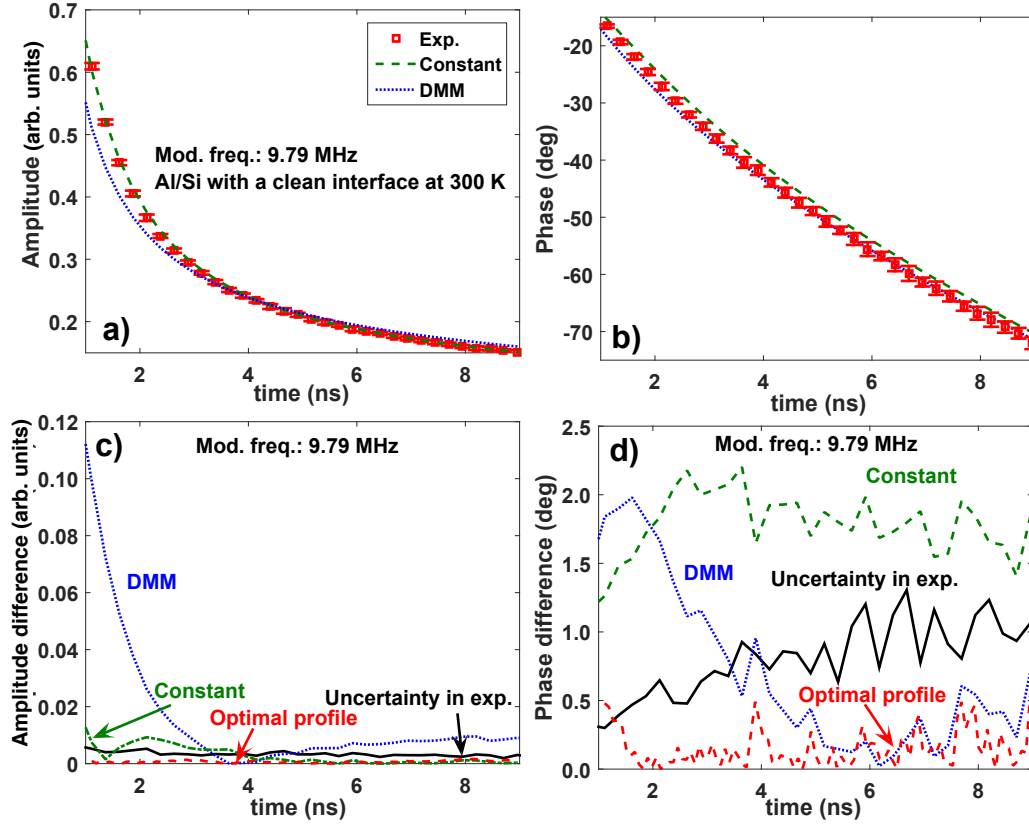 0.7
0.6
0.5
0.4
0.3
0.2
Amplitude (arb. units)
Exp.
Constant
DMM
Mod. freq.: 9.79 MHz
Al/Si with a clean interface at 300 K
a)
2 4 6 8
time (ns)
-20
-30
-40
-50
-60
-70
Phase (deg)
b)
2 4 6 8
time (ns)
0.12
0.10
0.08
0.06
0.04
0.02
0
Amplitude difference (arb. units)
c)
Mod. freq.: 9.79 MHz
DMM
Constant
Uncertainty in exp.
Optimal profile
2 4 6 8
time (ns)
2.5
2.0
1.5
1.0
0.5
0.0
Phase difference (deg)
Mod. freq.: 9.79 MHz
d)
Constant
DMM
Uncertainty in exp.
Optimal profile
2 4 6 8
time (ns)